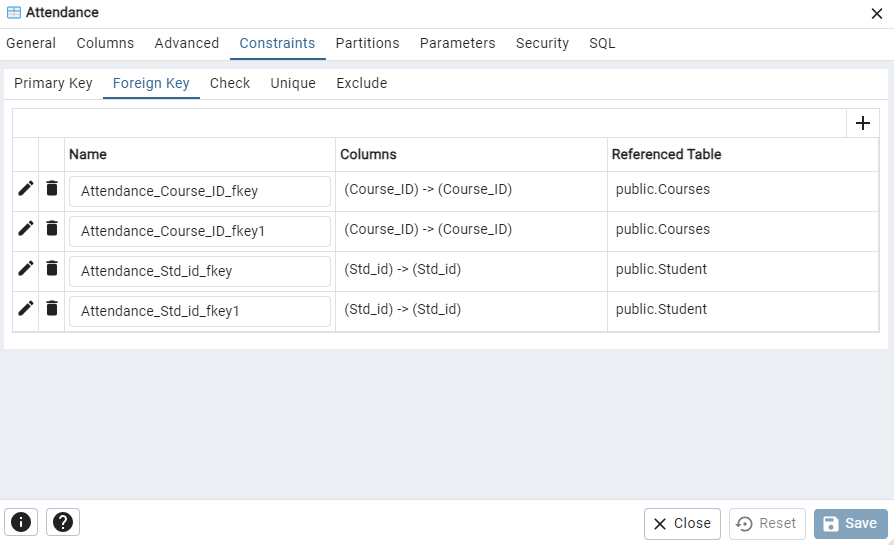 Attendance
General Columns Advanced Constraints Partitions Parameters Security SQL
Primary Key Foreign Key Check Unique Exclude
Name Columns Referenced Table
Attendance_Course_ID_fkey (Course_ID) -> (Course_ID) public.Courses
Attendance_Course_ID_fkey1 (Course_ID) -> (Course_ID) public.Courses
Attendance_Std_id_fkey (Std_id) -> (Std_id) public.Student
Attendance_Std_id_fkey1 (Std_id) -> (Std_id) public.Student
Close Reset Save